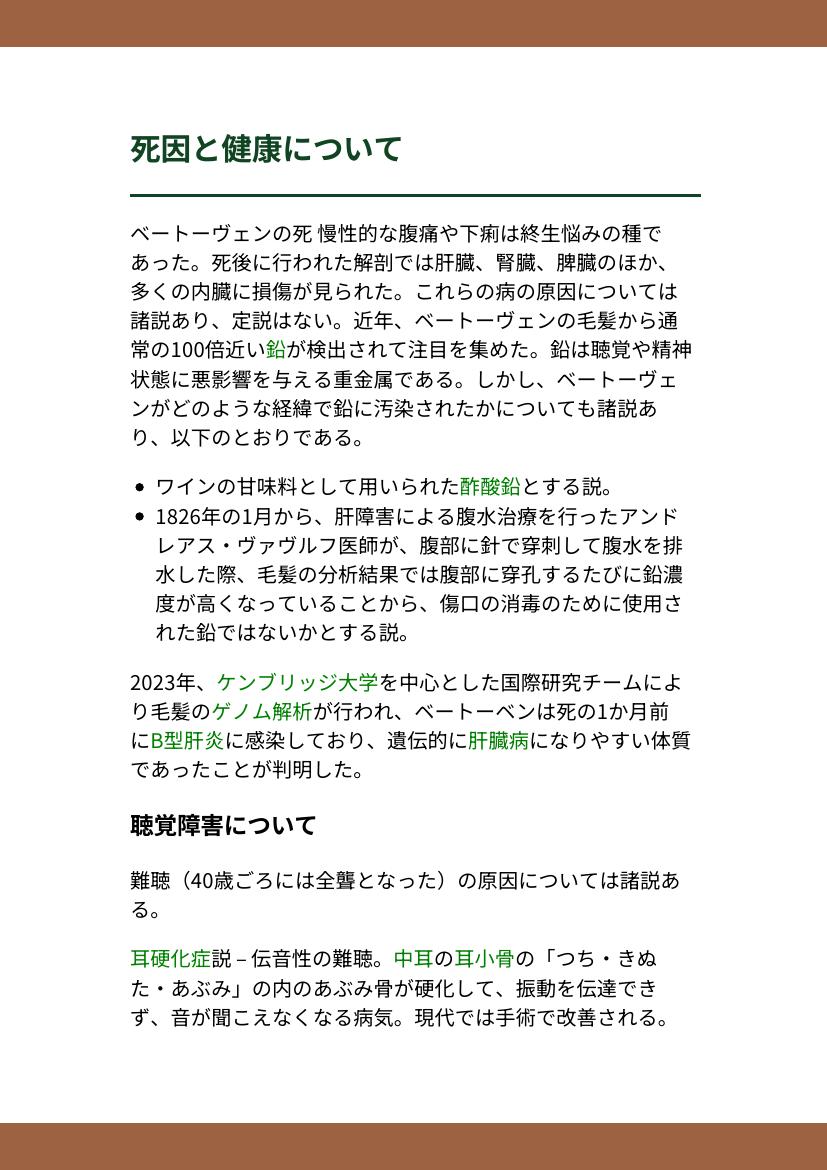 死因と健康について
ベートーヴェンの死 慢性的な腹痛や下痢は終生悩みの種で
あった。死後に行われた解剖では肝臓、腎臓、脾臓のほか、
多くの内臓に損傷が見られた。これらの病の原因については
諸説あり、定説はない。近年、ベートーヴェンの毛髪から通
常の100倍近い鉛が検出されて注目を集めた。鉛は聴覚や精神
状態に悪影響を与える重金属である。しかし、ベートーヴェ
ンがどのような経緯で鉛に汚染されたかについても諸説あ
り、以下のとおりである。
• ワインの甘味料として用いられた酢酸鉛とする説。
• 1826年の1月から、肝障害による腹水治療を行ったアンド
レアス・ヴァヴルフ医師が、腹部に針で穿刺して腹水を排
水した際、毛髪の分析結果では腹部に穿孔するたびに鉛濃
度が高くなっていることから、傷口の消毒のために使用さ
れた鉛ではないかとする説。
2023年、ケンブリッジ大学を中心とした国際研究チームによ
り毛髪のゲノム解析が行われ、ベートーベンは死の1か月前
にB型肝炎に感染しており、遺伝的に肝臓病になりやすい体質
であったことが判明した。
聴覚障害について
難聴（40歳ごろには全聾となった）の原因については諸説あ
る。
耳硬化症説 – 伝音性の難聴。中耳の耳小骨の「つち・きぬ
た・あぶみ」の内のあぶみ骨が硬化して、振動を伝達でき
ず、音が聞こえなくなる病気。現代では手術で改善される。